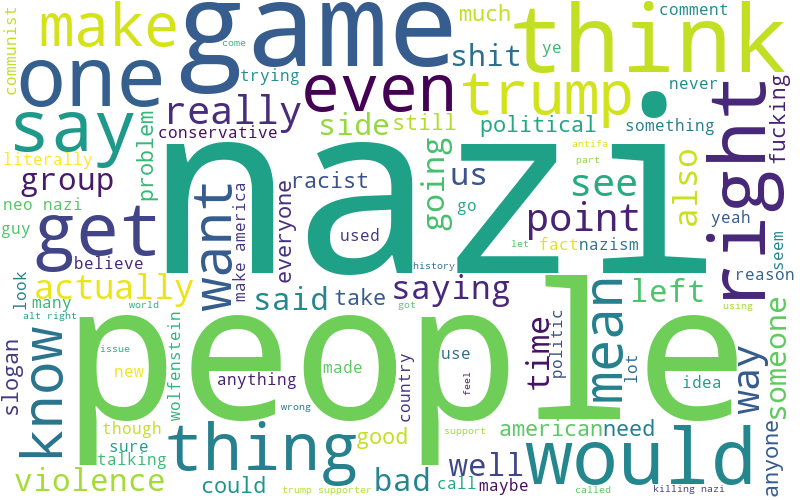 communist
make
game
come
much
think
comment
one
trying
shit
ye
say
really
even
trump
never
fucking
conservative
side
still
political
something
right
literally
problem
nazi
antifa
part
group
racist
going
us
see
also
neo nazi
get
want
make america
everyone
go
point
yeah
guy
used
let
fact
nazism
seem
believe
history
reason
look
actually
said
take
saying
mean
left
many
world
got
using
alt right
know
people
wolfenstein
issue
made
use
time
politic
lot
someone
slogan
new
anything
country
feel
idea
way
wrong
though
thing
good
support
american
need
would
anyone
sure
talking
violence
could
trump supporter
bad
call
well
maybe
called
killing nazi